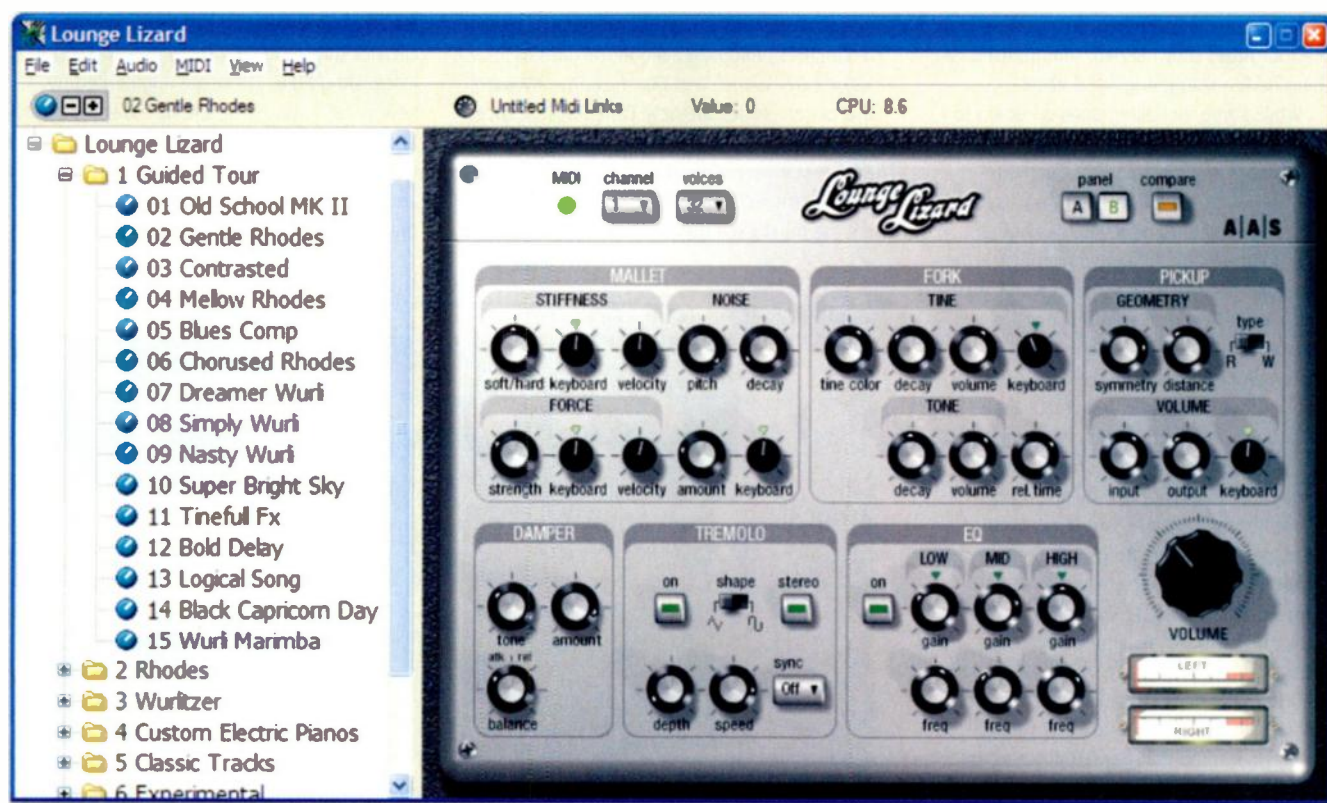 Lounge Lizard
File Edit Audio MIDI View Help
02 Gentle Rhodes Untitled Midi Links Value: 0 CPU: 8.6
Lounge Lizard
1 Guided Tour
01 Old School MK II
02 Gentle Rhodes
03 Contrasted
04 Mellow Rhodes
05 Blues Comp
06 Chorused Rhodes
07 Dreamer Wurli
08 Simply Wurli
09 Nasty Wurli
10 Super Bright Sky
11 Tinefull Fx
12 Bold Delay
13 Logical Song
14 Black Capricorn Day
15 Wurli Marimba
2 Rhodes
3 Wurlitzer
4 Custom Electric Pianos
5 Classic Tracks
6 Experimental
MIDI channel voices
1 32
Lounge Lizard
panel compare
A B
A|A|S
MALLET
STIFFNESS NOISE
soft/hard keyboard velocity pitch decay
FORCE
strength keyboard velocity amount keyboard
FORK
TINE
tine color decay volume keyboard
TONE
decay volume rel. time
PICKUP
GEOMETRY type
R W
symmetry distance
VOLUME
input output keyboard
DAMPER
tone amount
atk rel
balance
TREMOLO
on shape stereo
sync
Off
depth speed
EQ
LOW MID HIGH
on
gain gain gain
freq freq freq
VOLUME
LEFT
RIGHT